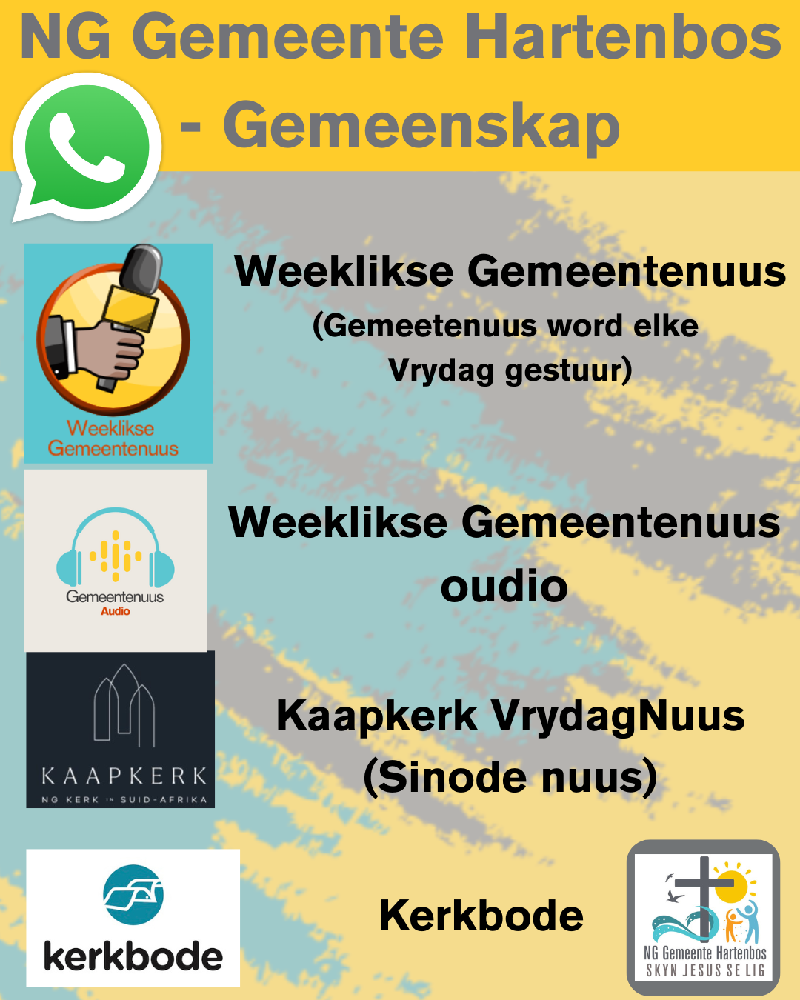 NG Gemeente Hartenbos
- Gemeenskap
Weeklikse Gemeentenuus
(Gemeetenuus word elke
Vrydag gestuur)
Weeklikse
Gemeentenuus
Weeklikse Gemeentenuus
oudio
Gemeentenuus
Audio
Kaapkerk VrydagNuus
(Sinode nuus)
KAAPKERK
NG KERK IN SUID-AFRIKA
Kerkbode
kerkbode
NG Gemeente Hartenbos
SKYN JESUS SE LIG